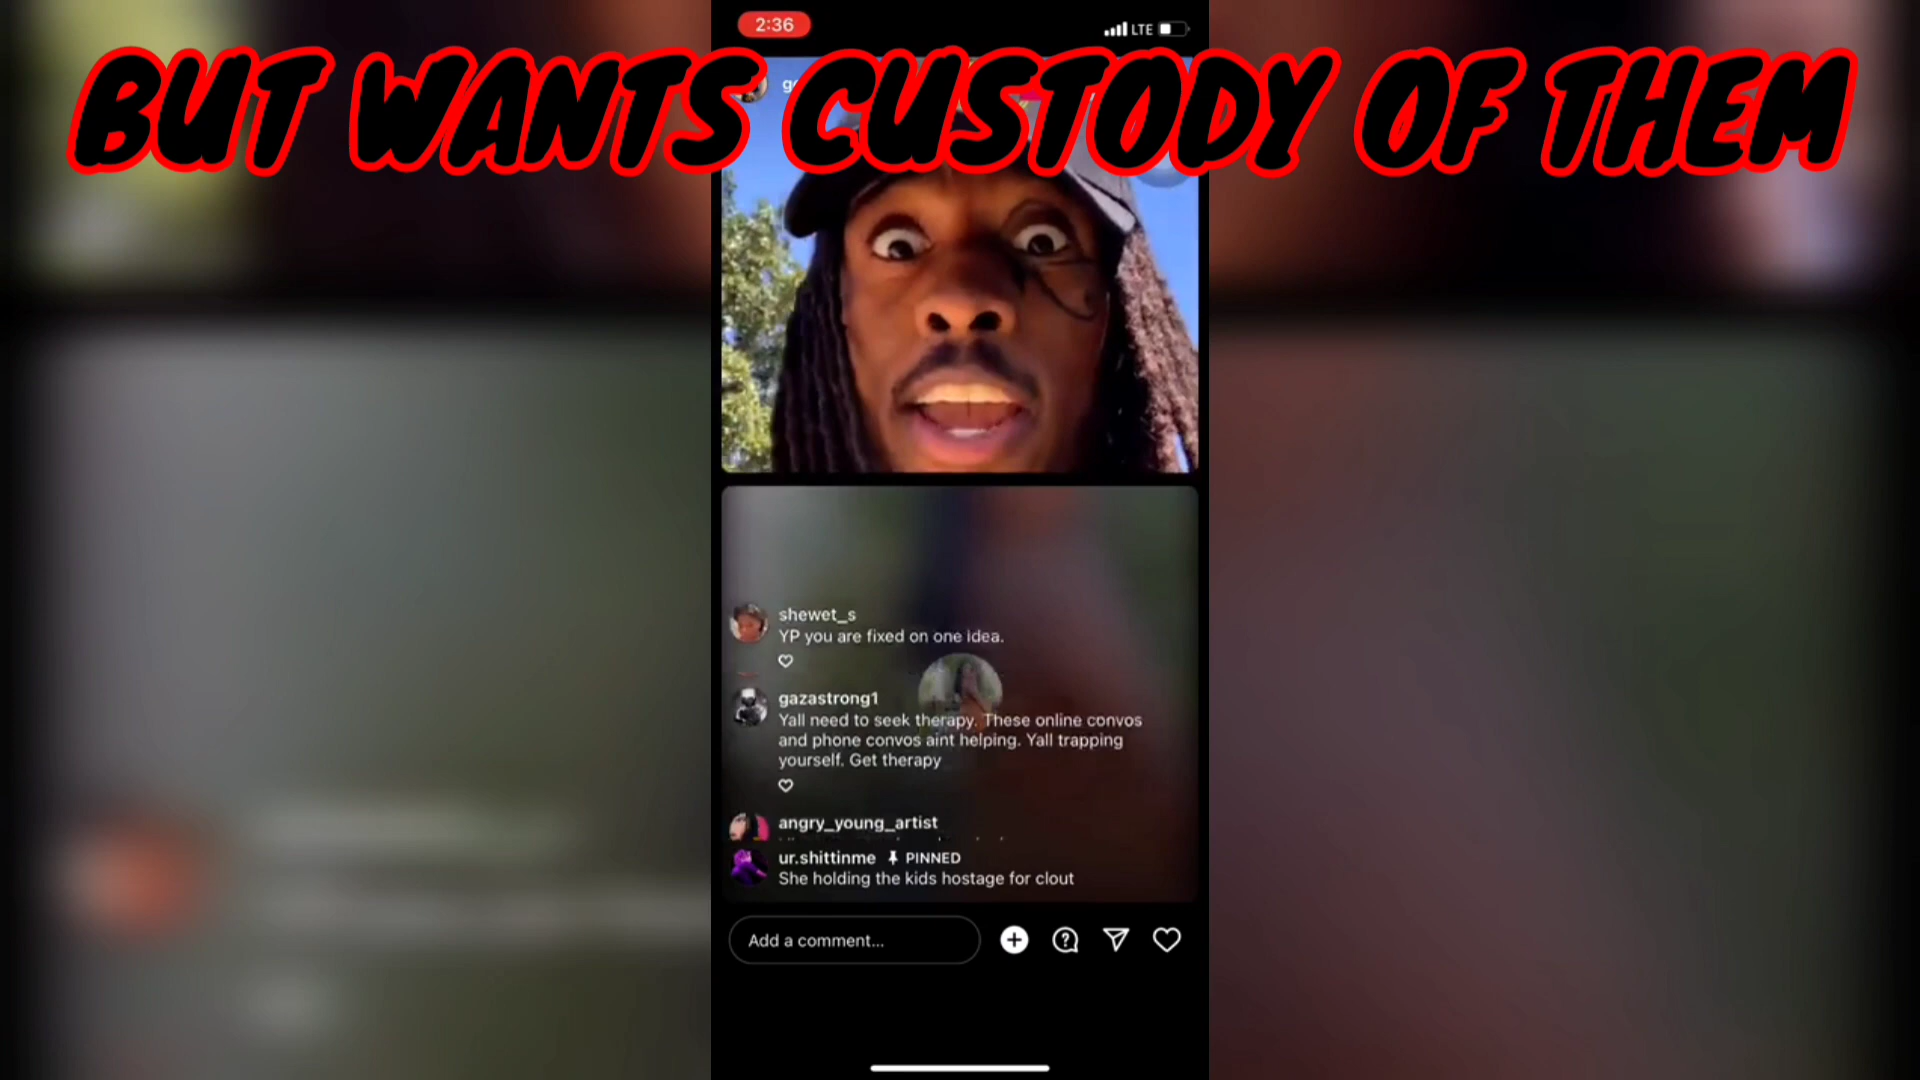 2:36
LTE
BUT WANTS CUSTODY OF THEM
shewet_s
YP you are fixed on one idea.
gazastrong1
Yall need to seek therapy. These online convos
and phone convos aint helping. Yall trapping
yourself. Get therapy
angry_young_artist
ur.shittinme PINNED
She holding the kids hostage for clout
Add a comment...